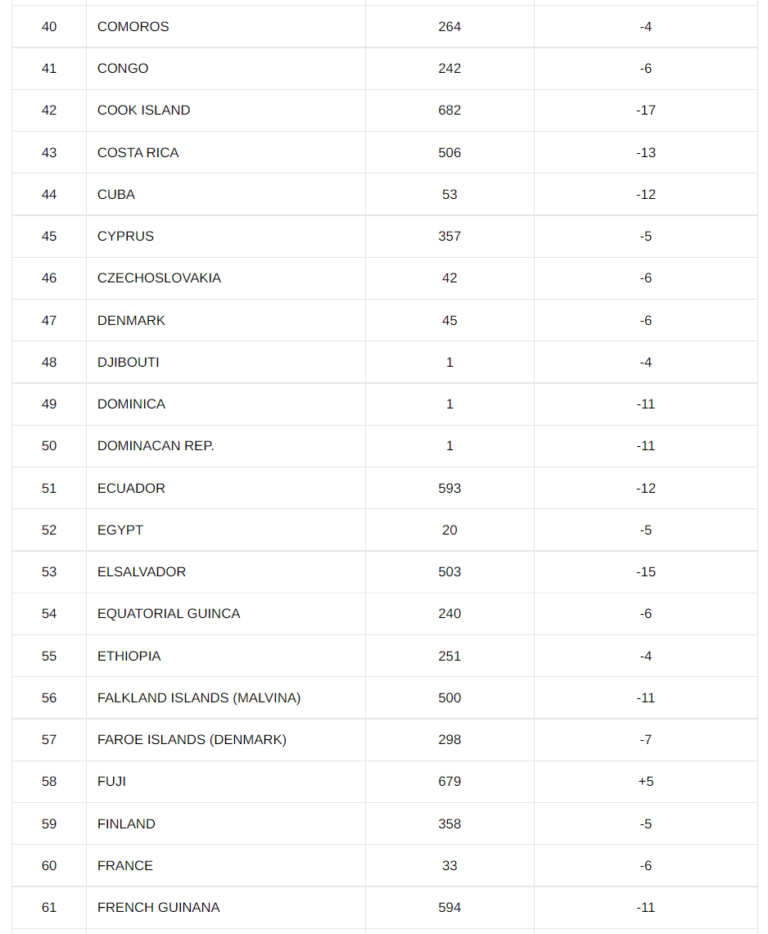 40 COMOROS 264 -4
41 CONGO 242 -6
42 COOK ISLAND 682 -17
43 COSTA RICA 506 -13
44 CUBA 53 -12
45 CYPRUS 357 -5
46 CZECHOSLOVAKIA 42 -6
47 DENMARK 45 -6
48 DJIBOUTI 1 -4
49 DOMINICA 1 -11
50 DOMINACAN REP. 1 -11
51 ECUADOR 593 -12
52 EGYPT 20 -5
53 ELSALVADOR 503 -15
54 EQUATORIAL GUINCA 240 -6
55 ETHIOPIA 251 -4
56 FALKLAND ISLANDS (MALVINA) 500 -11
57 FAROE ISLANDS (DENMARK) 298 -7
58 FUJI 679 +5
59 FINLAND 358 -5
60 FRANCE 33 -6
61 FRENCH GUINANA 594 -11